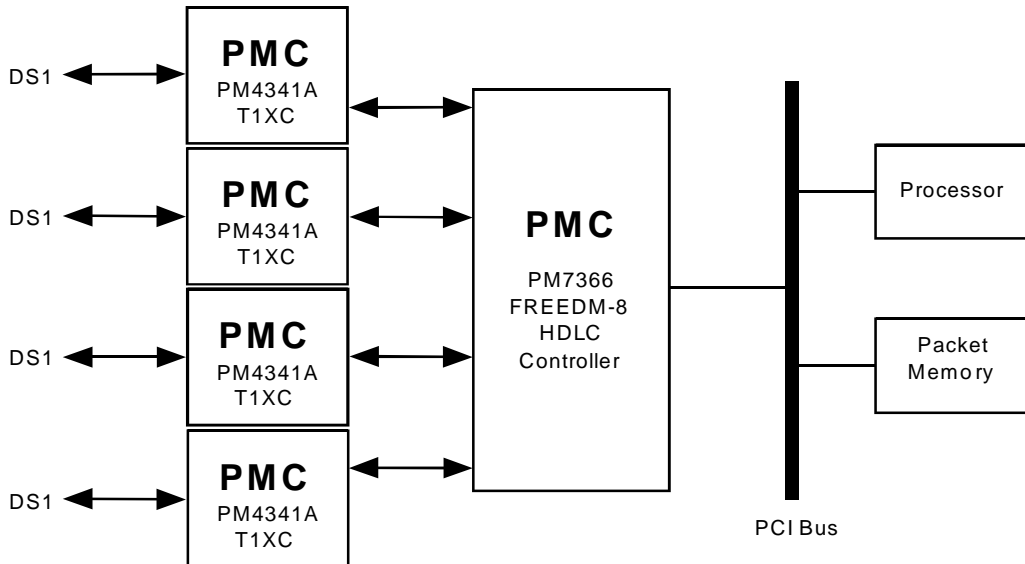 DS1
PMC
PM4341A
T1XC
DS1
PMC
PM4341A
T1XC
DS1
PMC
PM4341A
T1XC
DS1
PMC
PM4341A
T1XC
PMC
PM7366
FREEDM-8
HDLC
Controller
PCI Bus
Processor
Packet
Memory